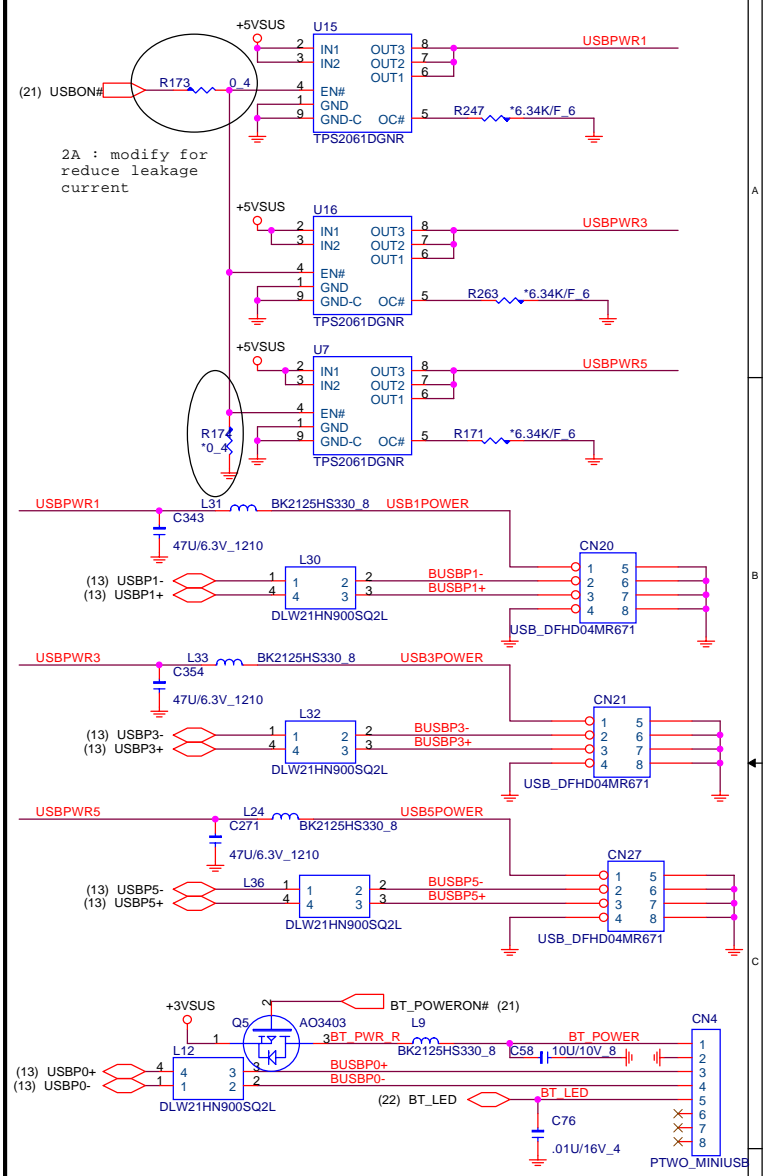 +5VSUS U15
2 IN1 OUT3 8 USBPWR1
3 IN2 OUT2 7
OUT1 6
(21) USBON# R173 0_4 4 EN#
1 GND
9 GND-C OC# 5 R247 *6.34K/F_6
TPS2061DGNR
2A : modify for
reduce leakage
current
A
+5VSUS U16
2 IN1 OUT3 8 USBPWR3
3 IN2 OUT2 7
OUT1 6
4 EN#
1 GND
9 GND-C OC# 5 R263 *6.34K/F_6
TPS2061DGNR
+5VSUS U7
2 IN1 OUT3 8 USBPWR5
3 IN2 OUT2 7
OUT1 6
4 EN#
1 GND
R174 9 GND-C OC# 5 R171 *6.34K/F_6
*0_4
TPS2061DGNR
USBPWR1 L31 BK2125HS330_8 USB1POWER
C343
47U/6.3V_1210
CN20
L30
1 5
(13) USBP1- 1 1 2 2 BUSBP1- 2 6
B
(13) USBP1+ 4 4 3 3 BUSBP1+ 3 7
4 8
DLW21HN900SQ2L
USB_DFHD04MR671
USBPWR3 L33 BK2125HS330_8 USB3POWER
C354
47U/6.3V_1210
CN21
L32
1 5
(13) USBP3- 1 1 2 2 BUSBP3- 2 6
(13) USBP3+ 4 4 3 3 BUSBP3+ 3 7
4 8
DLW21HN900SQ2L
USB_DFHD04MR671
USBPWR5 L24 BK2125HS330_8 USB5POWER
C271
47U/6.3V_1210
CN27
1 5
(13) USBP5- L36 1 1 2 2 BUSBP5- 2 6
(13) USBP5+ 4 4 3 3 BUSBP5+ 3 7
4 8
DLW21HN900SQ2L
USB_DFHD04MR671
C
+3VSUS 2 BT_POWERON# (21)
CN4
Q5 AO3403 L9
1 3 BT_PWR_R BK2125HS330_8 BT_POWER 1
L12 C58 10U/10V_8 2
(13) USBP0+ 4 4 3 3 BUSBP0+ 3
(13) USBP0- 1 1 2 2 BUSBP0- 4
DLW21HN900SQ2L (22) BT_LED BT_LED 5
6
C76 7
8
.01U/16V_4
PTWO_MINIUSB